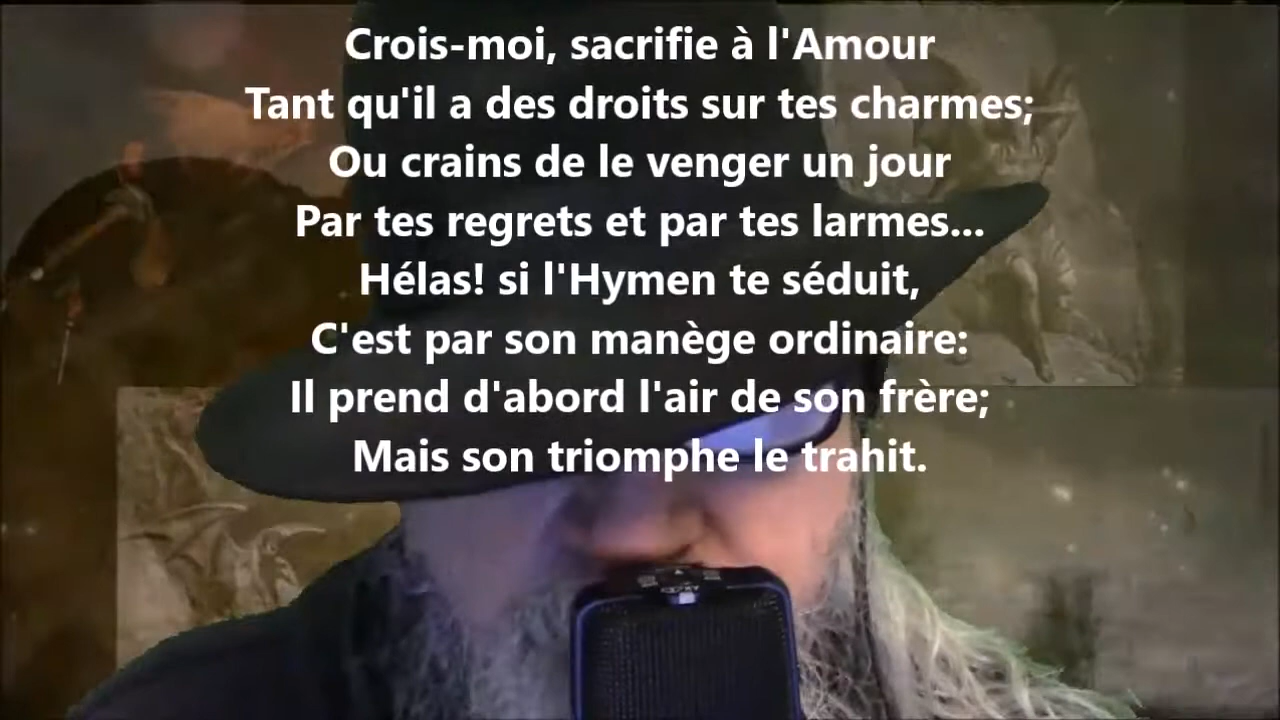 Crois-moi, sacrifie à l'Amour
Tant qu'il a des droits sur tes charmes;
Ou crains de le venger un jour
Par tes regrets et par tes larmes...
Hélas! si l'Hymen te séduit,
C'est par son manège ordinaire:
Il prend d'abord l'air de son frère;
Mais son triomphe le trahit.